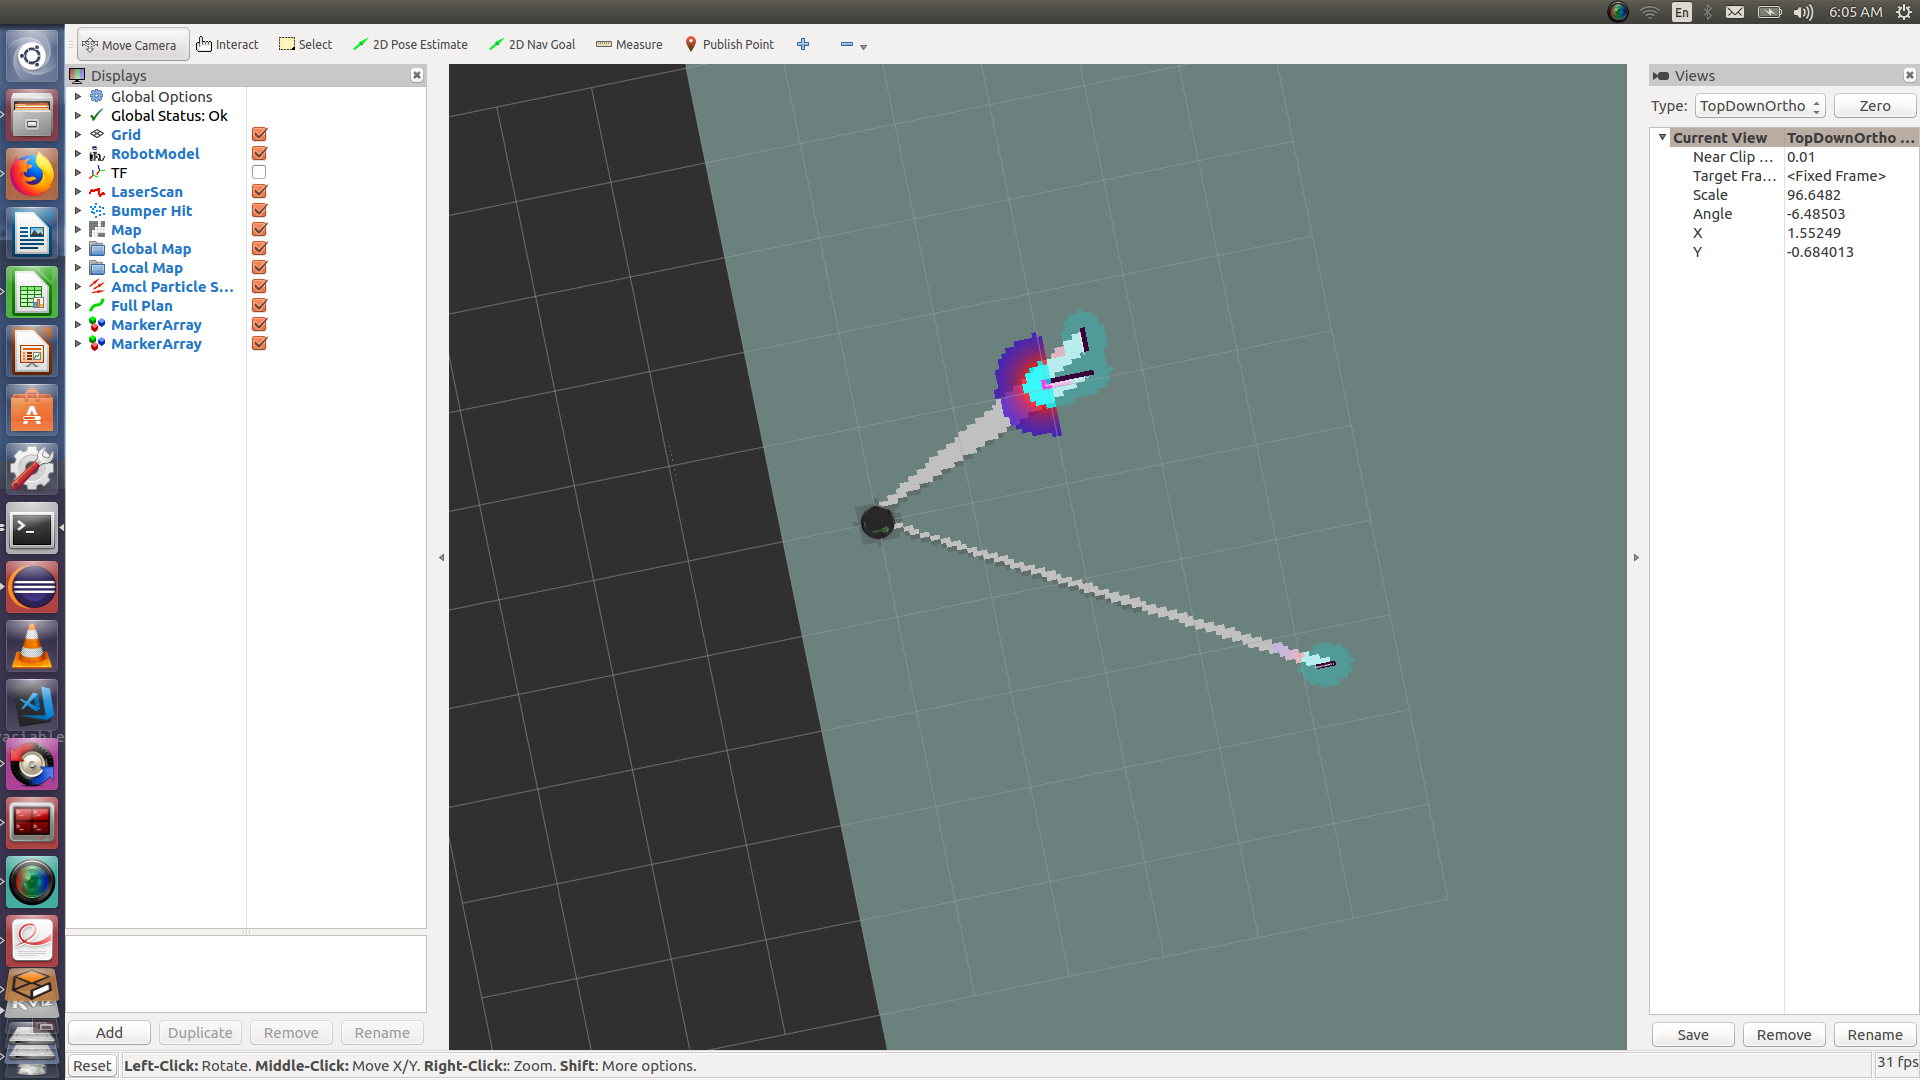 En
6:05 AM
Move Camera
Interact
Select
2D Pose Estimate
2D Nav Goal
Measure
Publish Point
Displays
Global Options
Global Status: Ok
Grid
RobotModel
TF
LaserScan
Bumper Hit
Map
Global Map
Local Map
Amcl Particle S...
Full Plan
MarkerArray
MarkerArray
Add
Duplicate
Remove
Rename
Views
Type:
TopDownOrtho
Zero
Current View
TopDownOrtho ...
Near Clip ...
0.01
Target Fra...
<Fixed Frame>
Scale
96.6482
Angle
-6.48503
X
1.55249
Y
-0.684013
Save
Remove
Rename
Reset
Left-Click: Rotate. Middle-Click: Move X/Y. Right-Click:: Zoom. Shift: More options.
31 fps